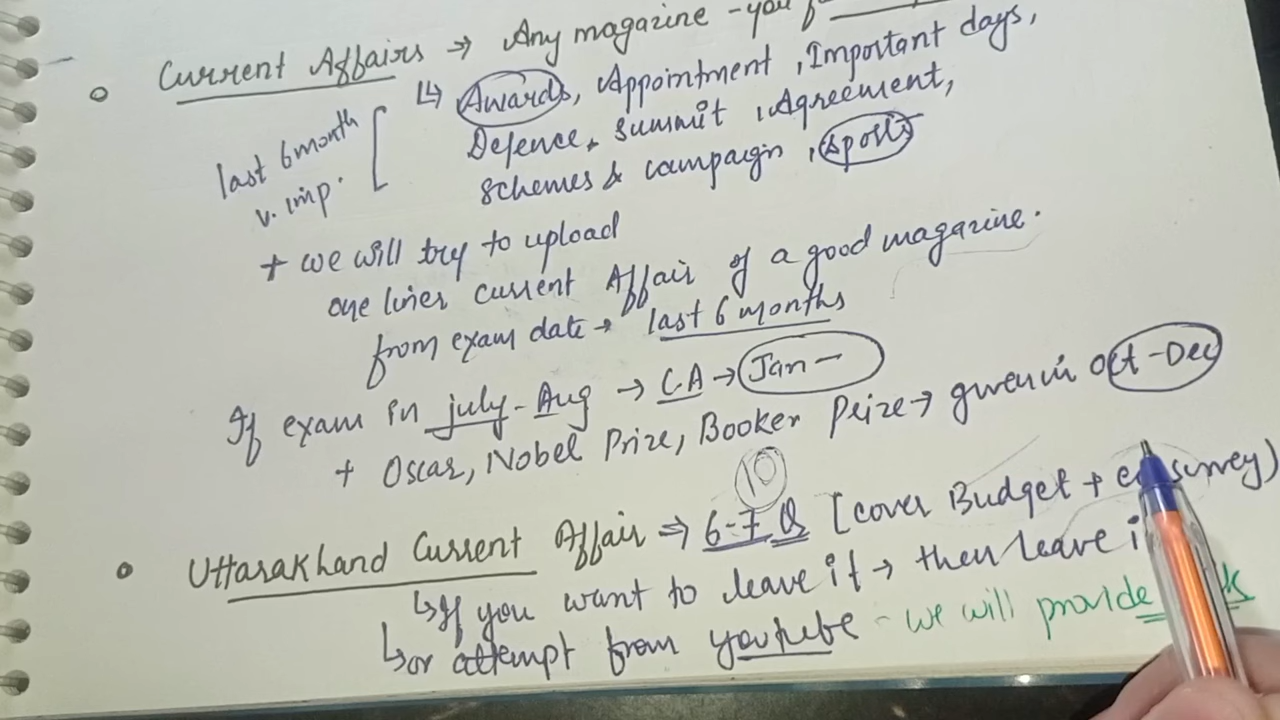 Current Affairs → Any magazine - you
↳ Awards, Appointment, Important days,
last 6 month
v. imp.
Defence, Summit, Agreement,
Schemes & campaign, sports
+ we will try to upload
one liner current Affair of a good magazine.
from exam date → last 6 months
If exam in july - Aug → C.A → Jan -
+ Oscar, Nobel Prize, Booker Prize → given in Oct - Dec
10
Uttarakhand Current Affair ⇒ 6-7 Q [cover Budget + survey)
↳ If you want to leave it → then leave
↳ or attempt from youtube - we will provide